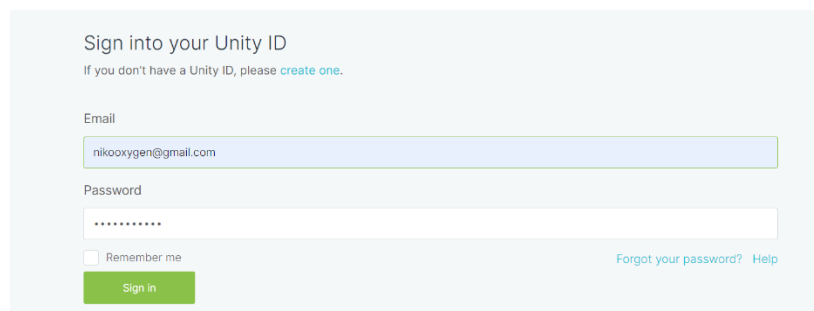 Sign into your Unity ID
If you don't have a Unity ID, please create one.
Email
nikooxygen@gmail.com
Password
•••••••••••
Remember me
Forgot your password? Help
Sign in